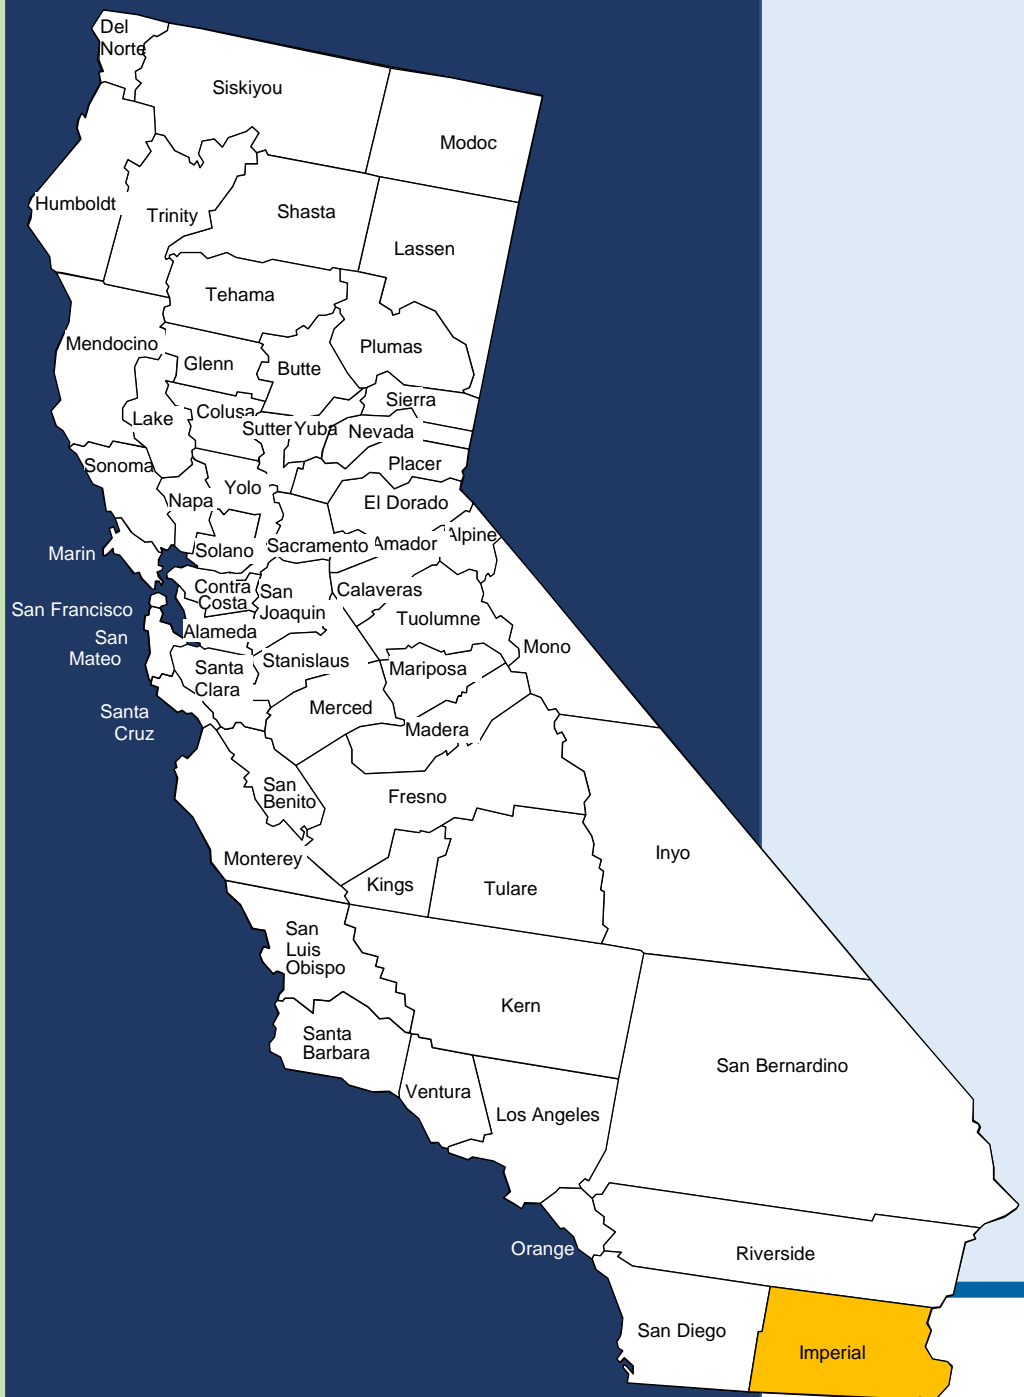 Del
Norte
Siskiyou
Modoc
Humboldt
Trinity
Shasta
Lassen
Tehama
Mendocino
Glenn
Butte
Plumas
Lake
Colusa
Sutter
Yuba
Sierra
Nevada
Placer
Sonoma
Napa
Yolo
El Dorado
Marin
Solano
Sacramento
Amador
Alpine
San Francisco
Contra
Costa
San
Joaquin
Calaveras
Tuolumne
Mono
San
Mateo
Alameda
Santa
Clara
Stanislaus
Mariposa
Santa
Cruz
Merced
Madera
San
Benito
Fresno
Monterey
Kings
Tulare
Inyo
San
Luis
Obispo
Kern
Santa
Barbara
Ventura
Los Angeles
San Bernardino
Orange
Riverside
San Diego
Imperial